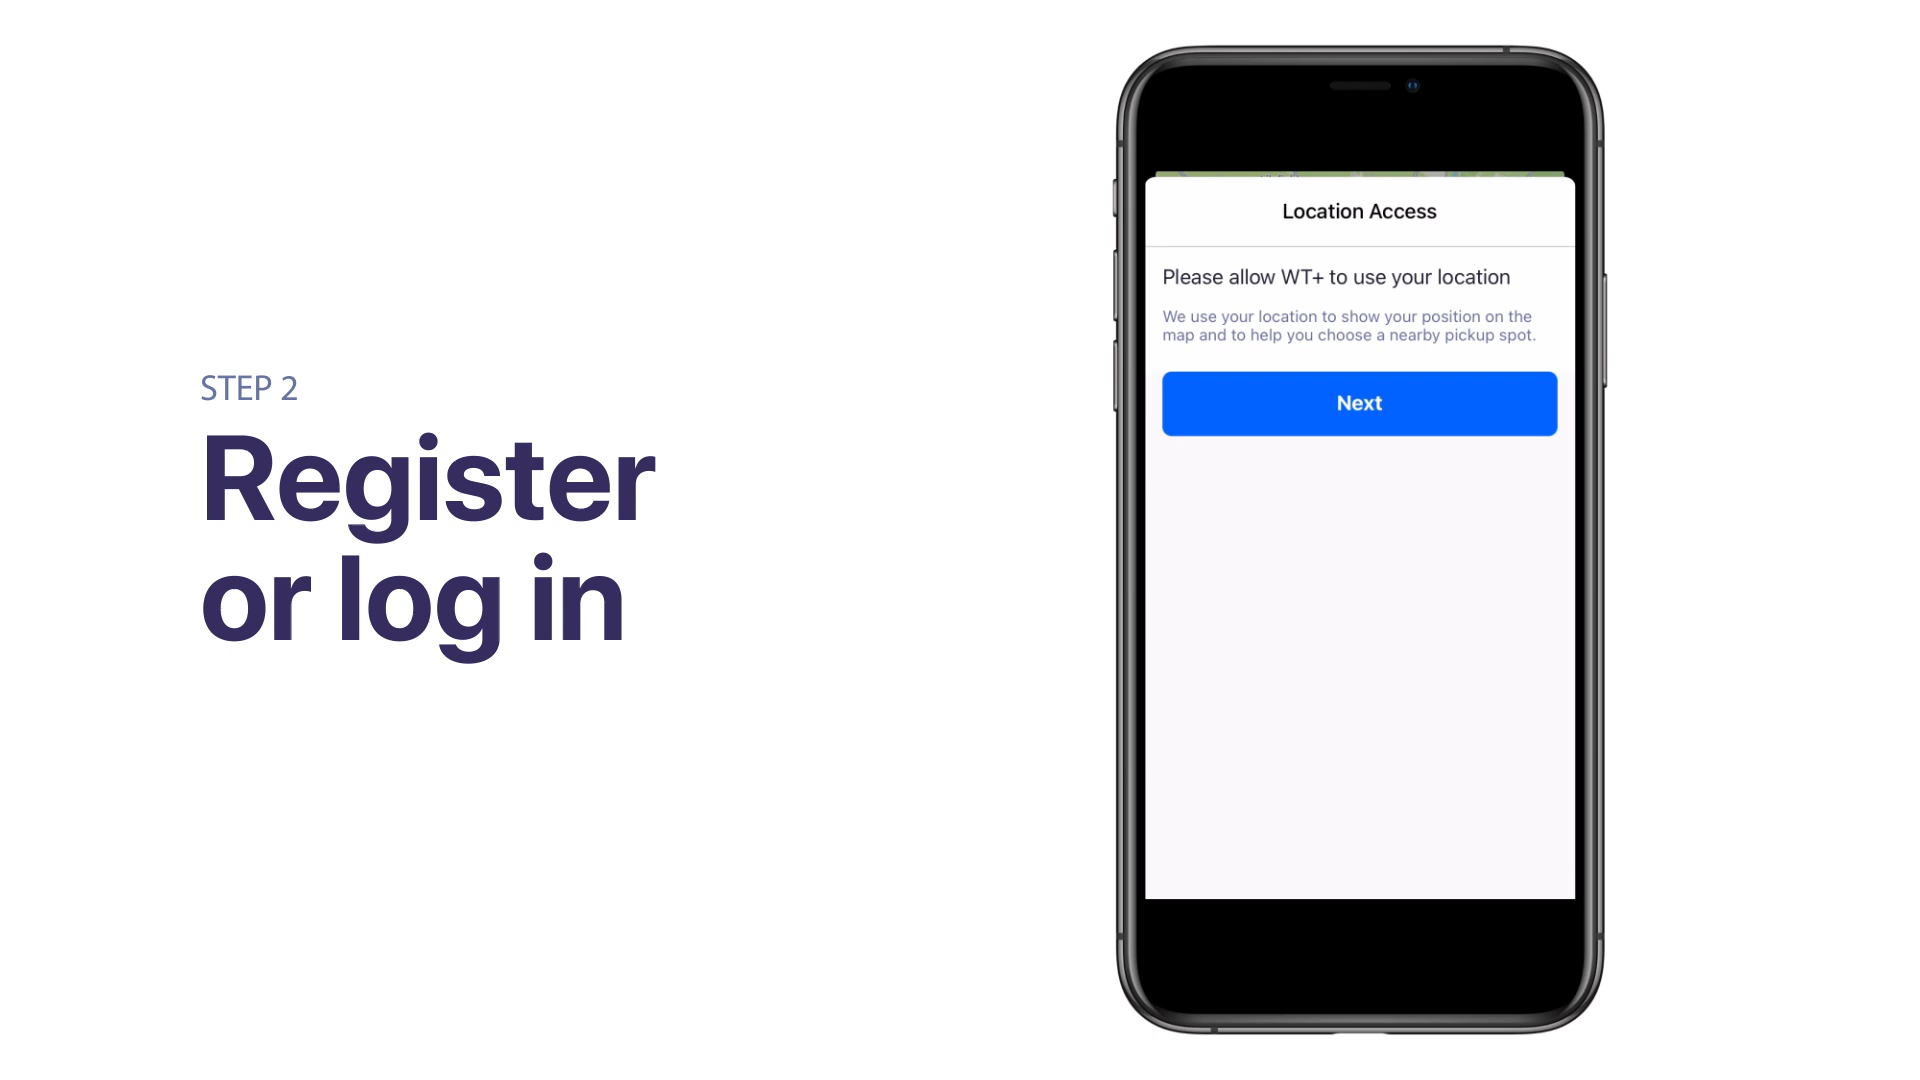 STEP 2
Register
or log in
Location Access
Please allow WT+ to use your location
We use your location to show your position on the
map and to help you choose a nearby pickup spot.
Next